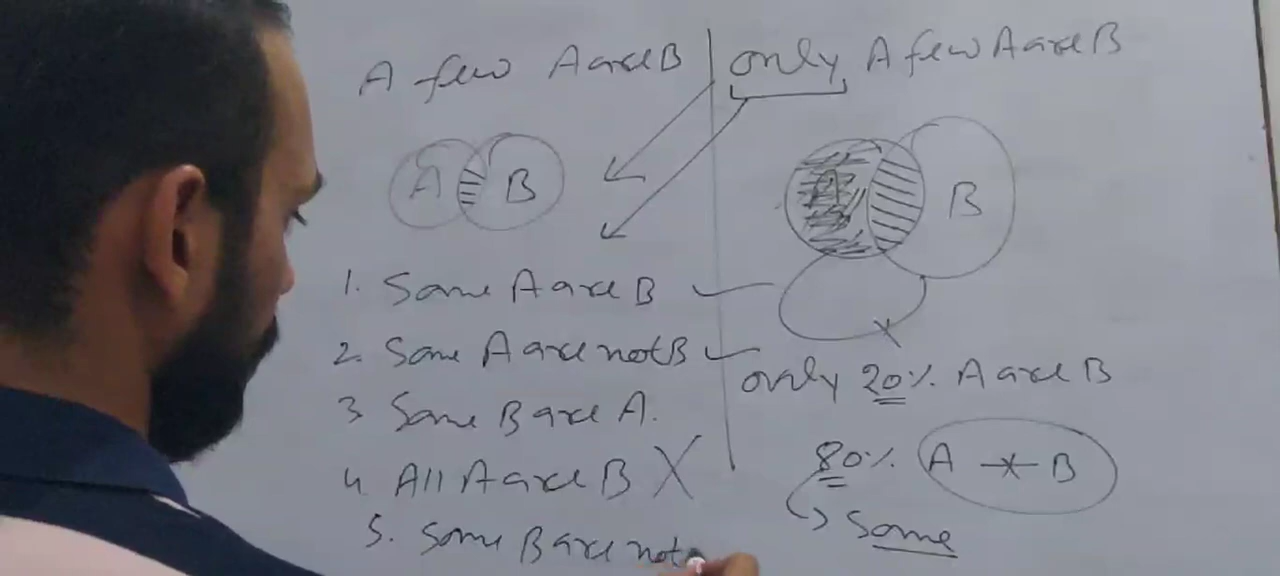 A few A are B
only A few A are B
A B
A B
1. Some A are B
2. Some A are not B
3 Some B are A.
4. All A are B X
5. Some B are not
only 20% A are B
80% A B
Some